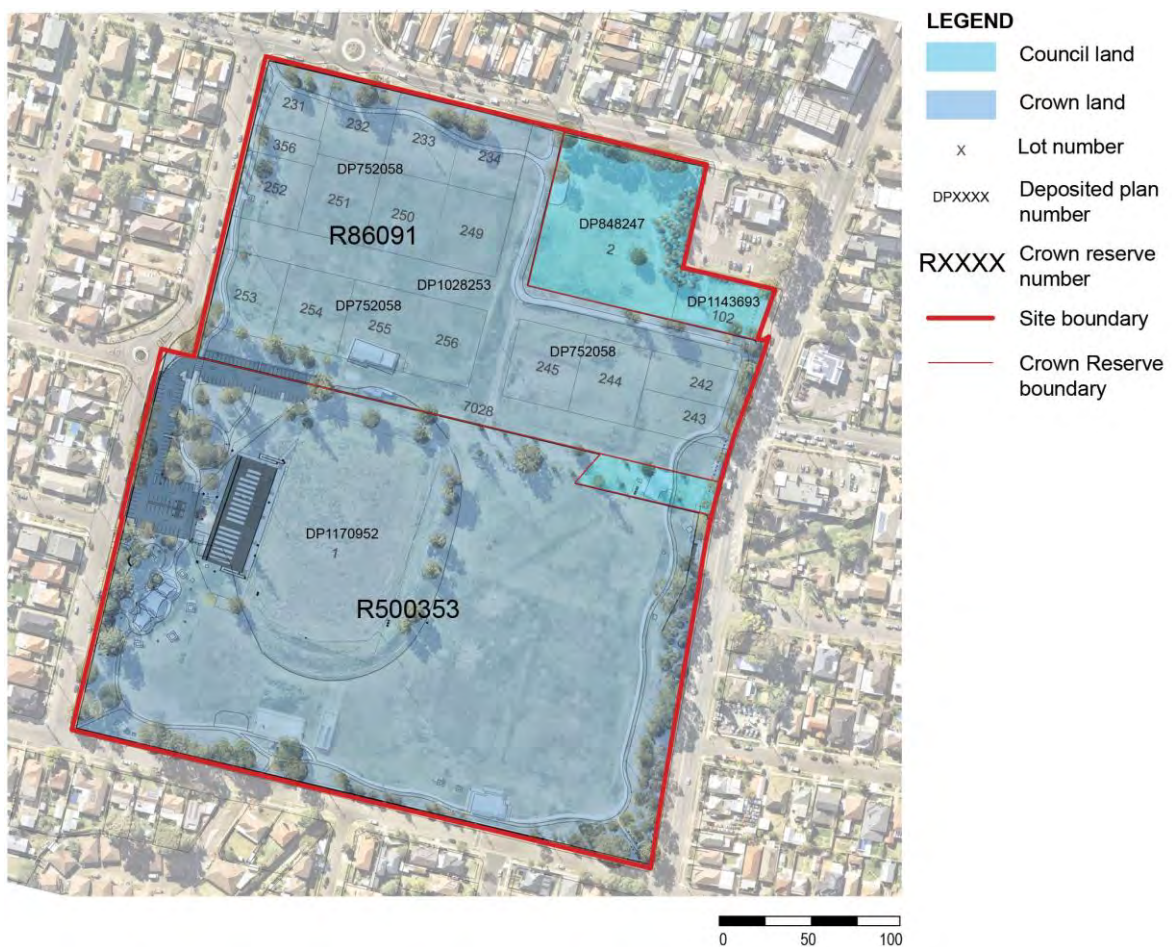 LEGEND
Council land
Crown land
x
Lot number
DPXXXX
Deposited plan
number
RXXXX
Crown reserve
number
Site boundary
Crown Reserve
boundary
231
232
233
234
356
DP752058
252
251
250
249
R86091
DP848247
2
DP1028253
DP1143693
102
253
254
DP752058
255
256
DP752058
245
244
242
243
7028
DP1170952
1
R500353
0
50
100